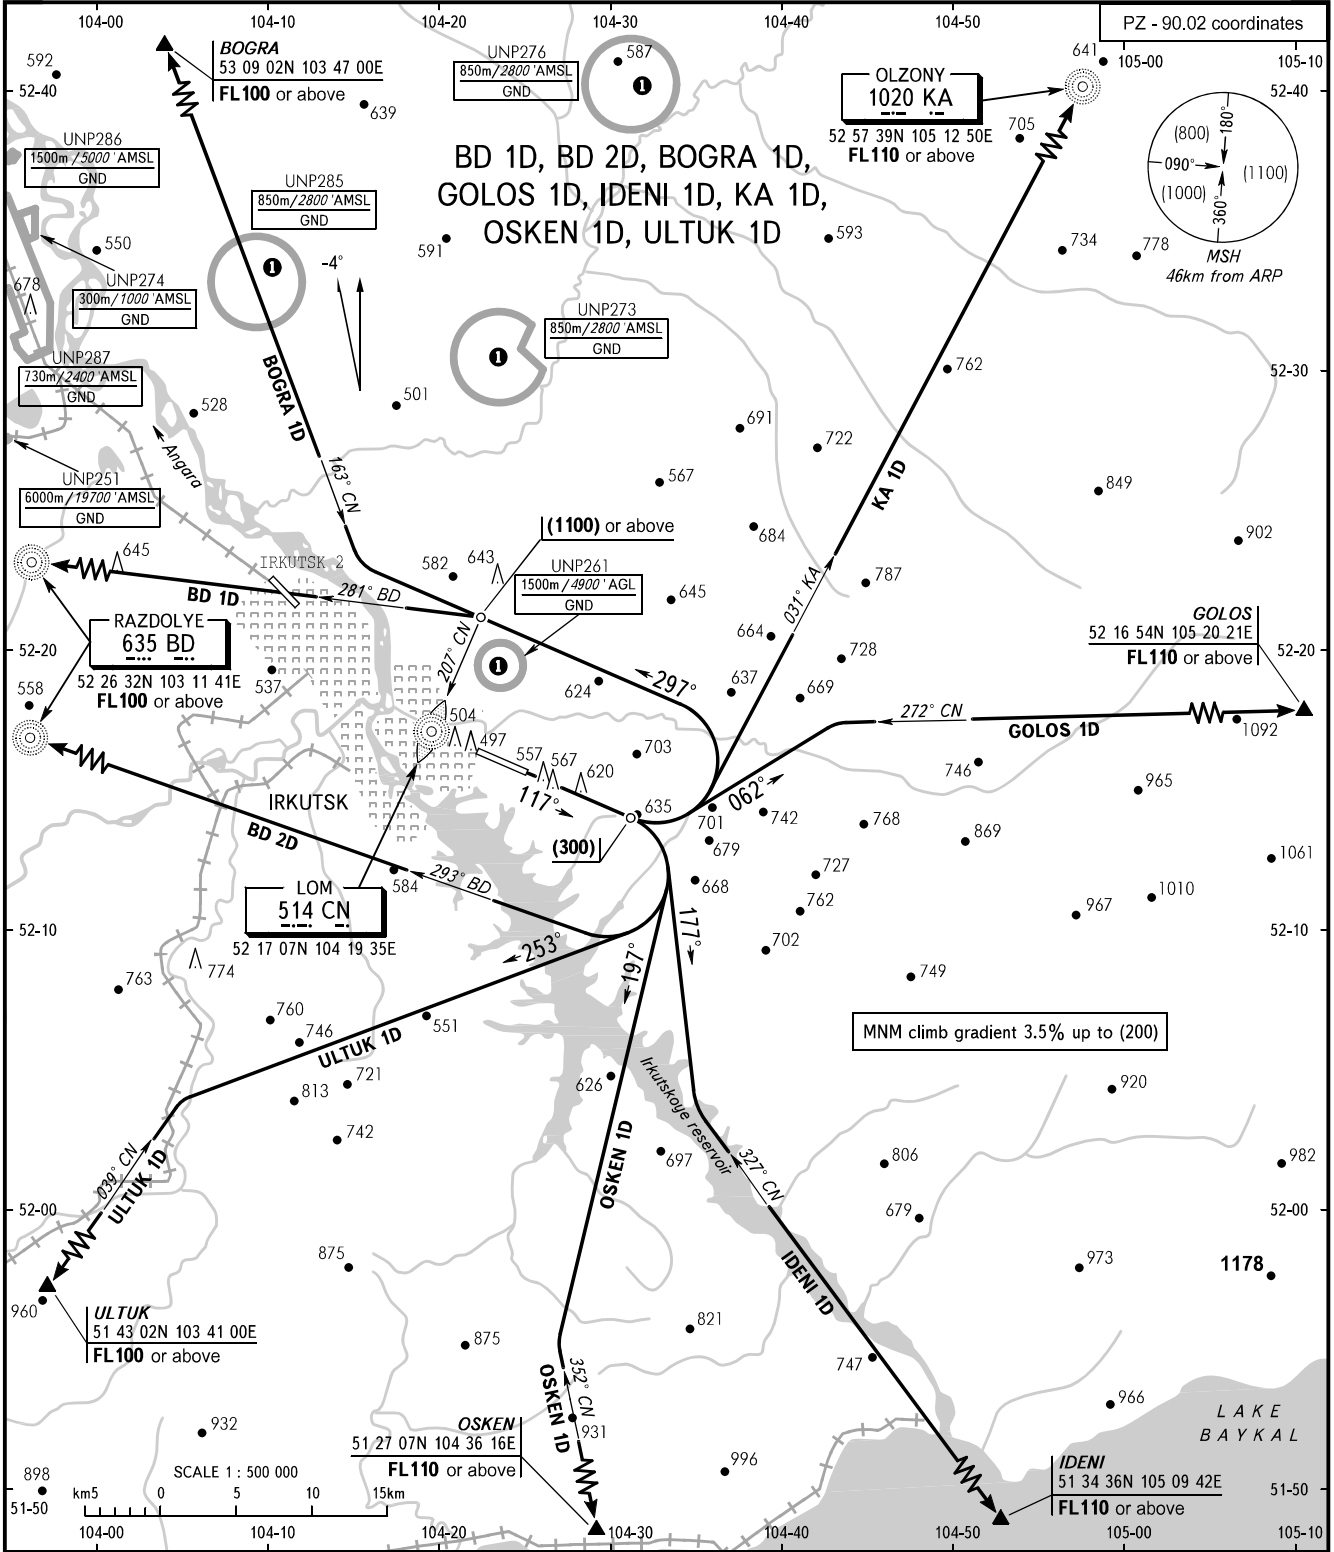 104-00 104-10 104-20 104-30 104-40 104-50
PZ - 90.02 coordinates
105-00 105-10
592
BOGRA
53 09 02N 103 47 00E
FL100 or above
639
UNP276
850m/2800 'AMSL
GND
587
1
641
OLZONY
1020 KA
52 57 39N 105 12 50E
FL110 or above
705
52-40
52-40
(800)
180°
090°
(1000)
360°
(1100)
MSH
46km from ARP
UNP286
1500m/5000 'AMSL
GND
BD 1D, BD 2D, BOGRA 1D,
GOLOS 1D, IDENI 1D, KA 1D,
OSKEN 1D, ULTUK 1D
UNP285
850m/2800 'AMSL
GND
1
550
591
593
734
778
-4°
678
UNP274
300m/1000 'AMSL
GND
UNP273
850m/2800 'AMSL
GND
1
UNP287
730m/2400 'AMSL
GND
BOGRA 1D
762
52-30
528
501
691
722
Angara
163° CN
UNP251
6000m/19700 'AMSL
GND
567
KA 1D
849
684
902
(1100) or above
645
IRKUTSK 2
582
643
UNP261
1500m/4900 'AGL
GND
1
645
787
031° KA
BD 1D
281° BD
664
GOLOS
52 16 54N 105 20 21E
FL110 or above
RAZDOLYE
635 BD
52 26 32N 103 11 41E
FL100 or above
52-20
52-20
207° CN
728
558
537
624
297°
637
669
504
497
272° CN
GOLOS 1D
1092
557
567
620
703
746
965
IRKUTSK
117°
062°
635
701
742
768
869
BD 2D
(300)
679
1061
584
293° BD
668
727
1010
LOM
514 CN
52 17 07N 104 19 35E
762
967
52-10
52-10
177°
253°
197°
702
763
774
749
760
746
551
ULTUK 1D
MNM climb gradient 3.5% up to (200)
721
813
626
Irkutskoye reservoir
920
742
697
039° CN
ULTUK 1D
OSKEN 1D
327° CN
806
982
679
52-00
52-00
875
IDENI 1D
973
1178
960
ULTUK
51 43 02N 103 41 00E
FL100 or above
875
821
747
352° CN
OSKEN 1D
966
LAKE
BAYKAL
932
931
OSKEN
51 27 07N 104 36 16E
FL110 or above
996
IDENI
51 34 36N 105 09 42E
FL110 or above
898
51-50
51-50
SCALE 1 : 500 000
km5 0 5 10 15km
104-00 104-10 104-20 104-30 104-40 104-50 105-00 105-10